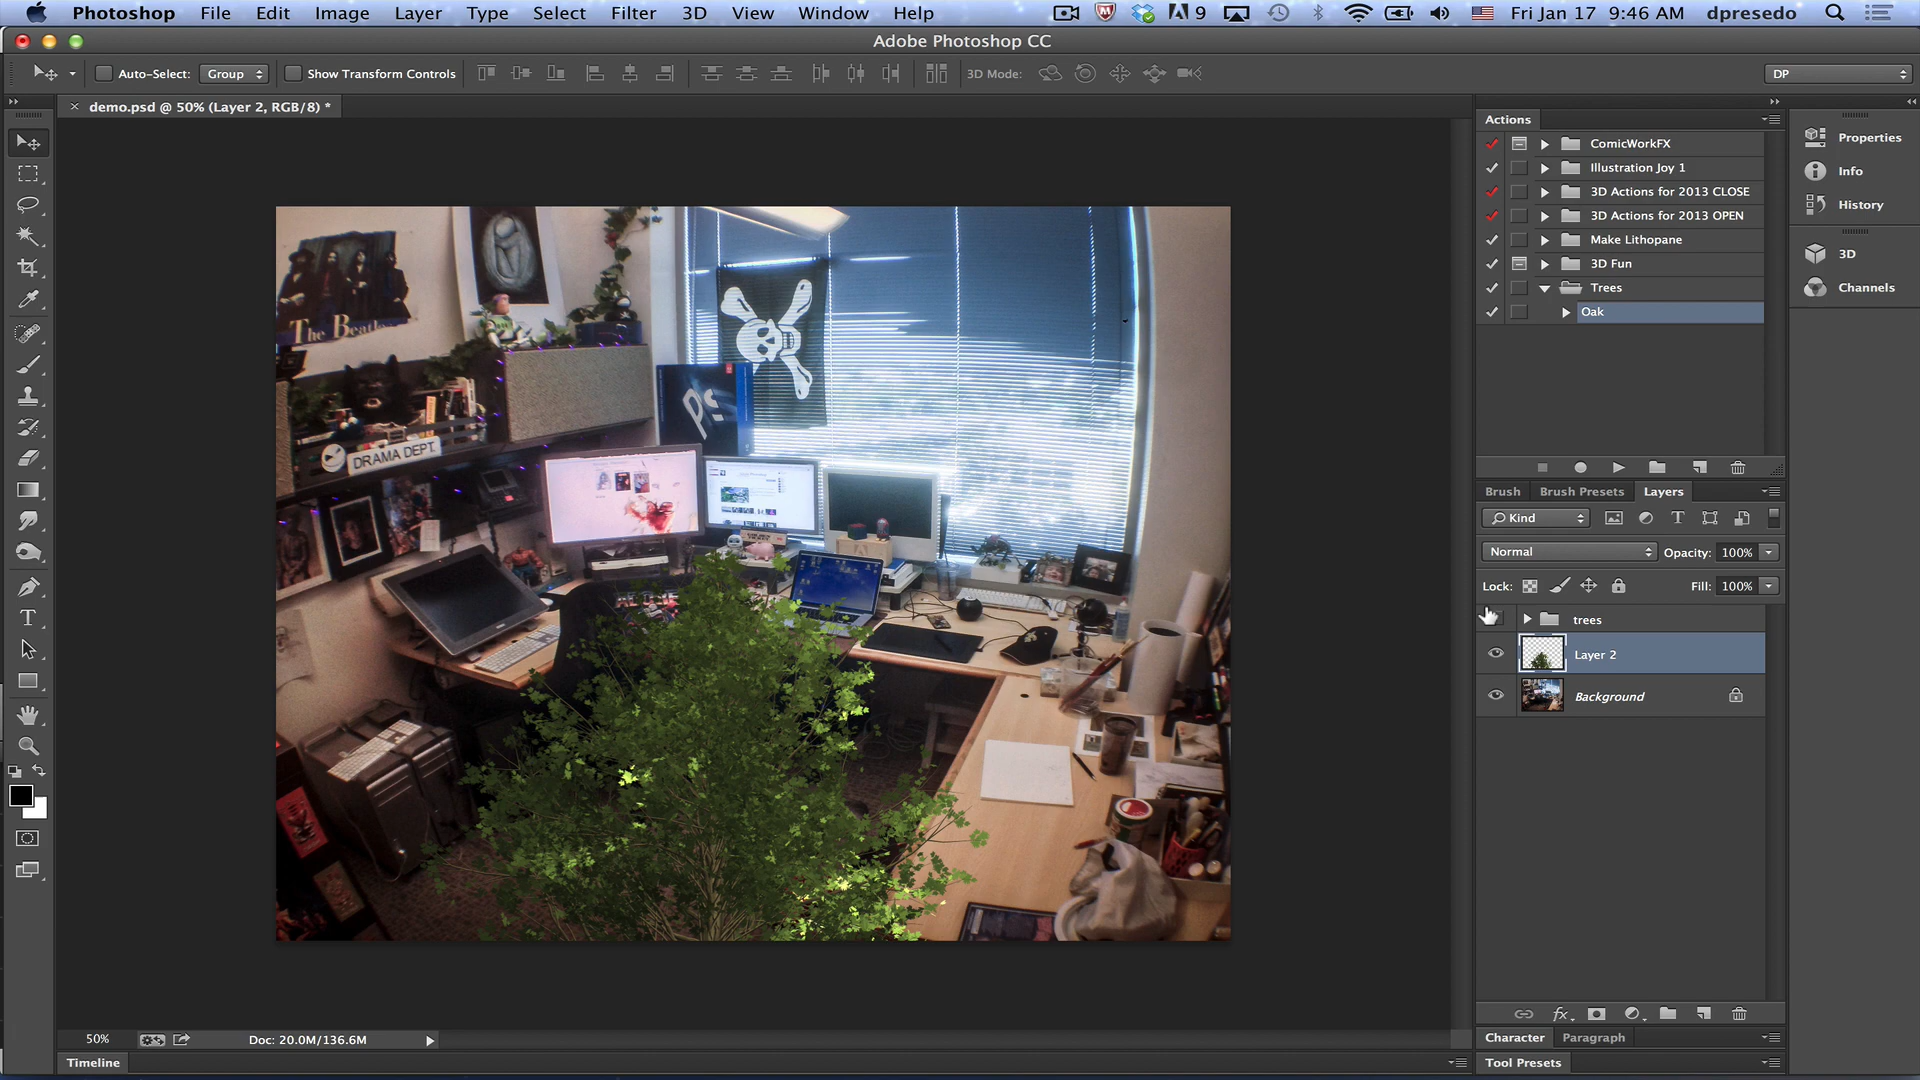 Photoshop File Edit Image Layer Type Select Filter 3D View Window Help 9 Fri Jan 17 9:46 AM dpresedo
Adobe Photoshop CC
Auto-Select: Group Show Transform Controls 3D Mode: DP
demo.psd @ 50% (Layer 2, RGB/8) *
Actions
ComicWorkFX
Illustration Joy 1
3D Actions for 2013 CLOSE
3D Actions for 2013 OPEN
Make Lithopane
3D Fun
Trees
Oak
Properties
Info
History
3D
Channels
The Beatles
Ps
DRAMA DEPT.
Brush Brush Presets Layers
Kind
Normal Opacity: 100%
Lock: Fill: 100%
trees
Layer 2
Background
50% Doc: 20.0M/136.6M
Character Paragraph
Timeline
Tool Presets